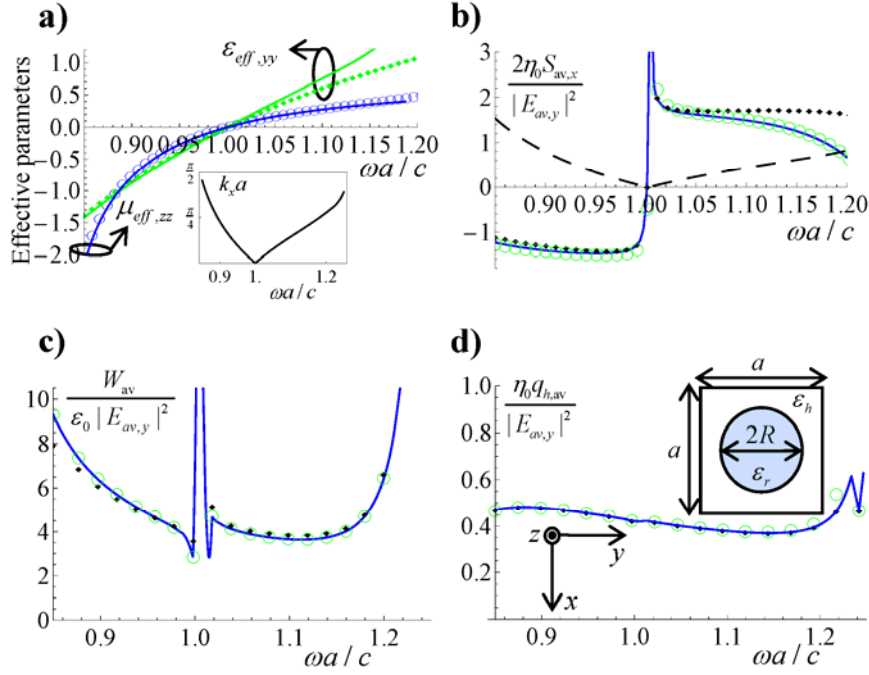 a)
ε_eff,yy
Effective parameters
1.0
0.5
0.0
−0.5
−1.0
−1.5
−2.0
0.90 0.95 1.00 1.05 1.10 1.15 1.20
ωa / c
μ_eff,zz
k_x a
π/2
π/4
0.9 1. 1.2
ωa / c
b)
2η₀S_av,x / |E_av,y|²
3
2
1
0
−1
0.90 0.95 1.00 1.05 1.10 1.15 1.20
ωa / c
c)
W_av / ε₀ |E_av,y|²
10
8
6
4
2
0
0.9 1.0 1.1 1.2
ωa / c
d)
η₀q_h,av / |E_av,y|²
1.0
0.8
0.6
0.4
0.2
0.0
a
a
ε_h
2R
ε_r
z
y
x
0.9 1.0 1.1 1.2
ωa / c